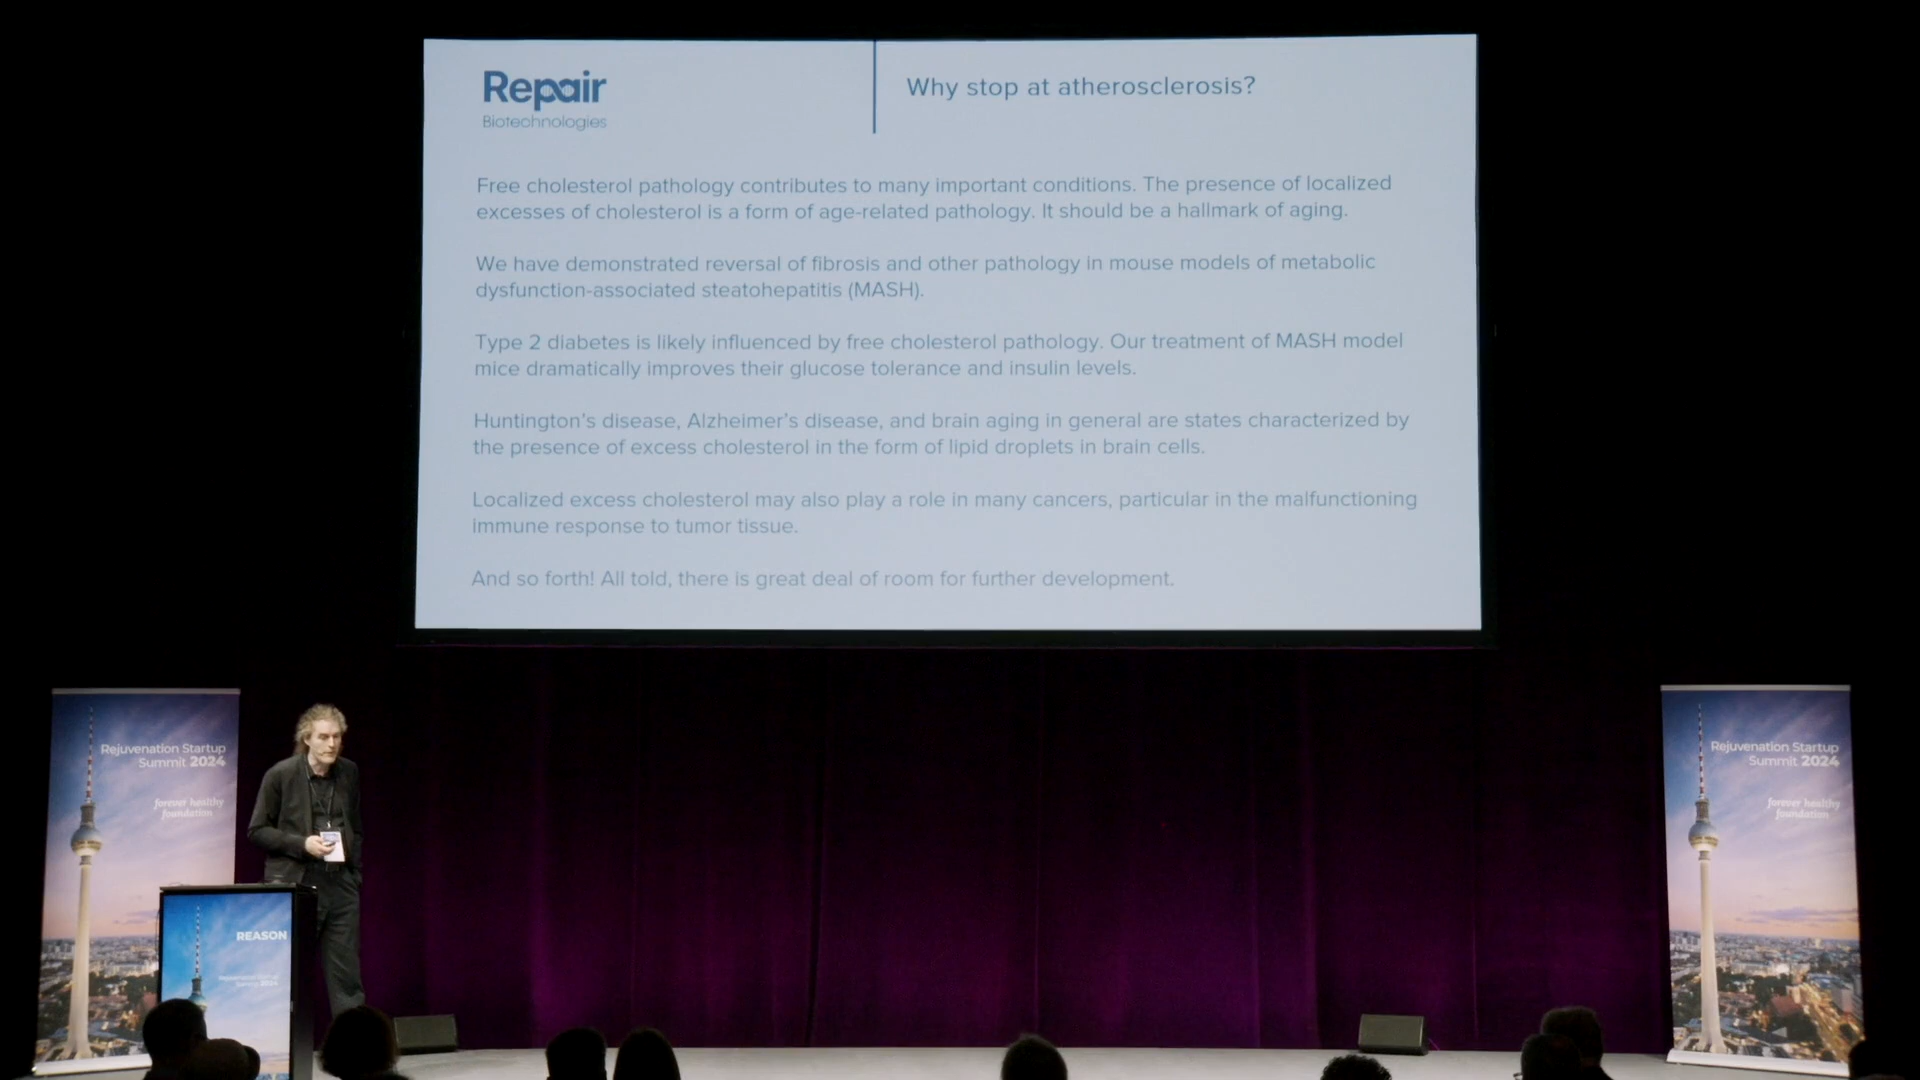 Repair
Biotechnologies
Why stop at atherosclerosis?
Free cholesterol pathology contributes to many important conditions. The presence of localized
excesses of cholesterol is a form of age-related pathology. It should be a hallmark of aging.
We have demonstrated reversal of fibrosis and other pathology in mouse models of metabolic
dysfunction-associated steatohepatitis (MASH).
Type 2 diabetes is likely influenced by free cholesterol pathology. Our treatment of MASH model
mice dramatically improves their glucose tolerance and insulin levels.
Huntington's disease, Alzheimer's disease, and brain aging in general are states characterized by
the presence of excess cholesterol in the form of lipid droplets in brain cells.
Localized excess cholesterol may also play a role in many cancers, particular in the malfunctioning
immune response to tumor tissue.
And so forth! All told, there is great deal of room for further development.
Rejuvenation Startup
Summit 2024
forever healthy
foundation
REASON
Rejuvenation Startup
Summit 2024
Rejuvenation Startup
Summit 2024
forever healthy
foundation